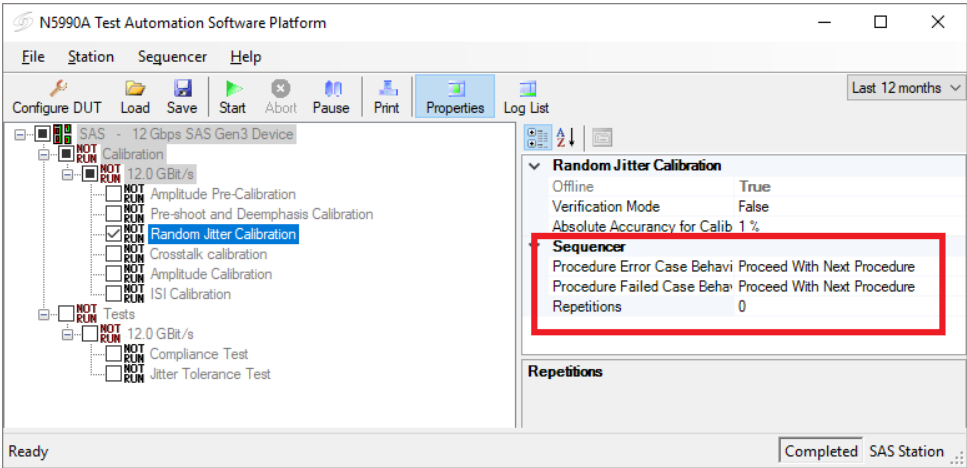 N5990A Test Automation Software Platform
File Station Sequencer Help
Configure DUT Load Save Start Abort Pause Print Properties Log List
Last 12 months
SAS - 12 Gbps SAS Gen3 Device
NOT RUN Calibration
NOT RUN 12.0 GBit/s
NOT RUN Amplitude Pre-Calibration
NOT RUN Pre-shoot and Deemphasis Calibration
NOT RUN Random Jitter Calibration
NOT RUN Crosstalk calibration
NOT RUN Amplitude Calibration
NOT RUN ISI Calibration
NOT RUN Tests
NOT RUN 12.0 GBit/s
NOT RUN Compliance Test
NOT RUN Jitter Tolerance Test
Random Jitter Calibration
Offline True
Verification Mode False
Absolute Accurancy for Calib 1 %
Sequencer
Procedure Error Case Behavi Proceed With Next Procedure
Procedure Failed Case Behav Proceed With Next Procedure
Repetitions 0
Repetitions
Ready
Completed SAS Station